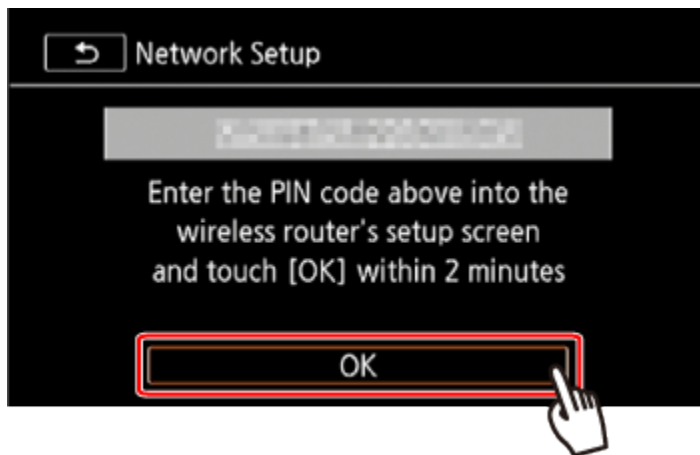 Network Setup
Enter the PIN code above into the
wireless router's setup screen
and touch [OK] within 2 minutes
OK